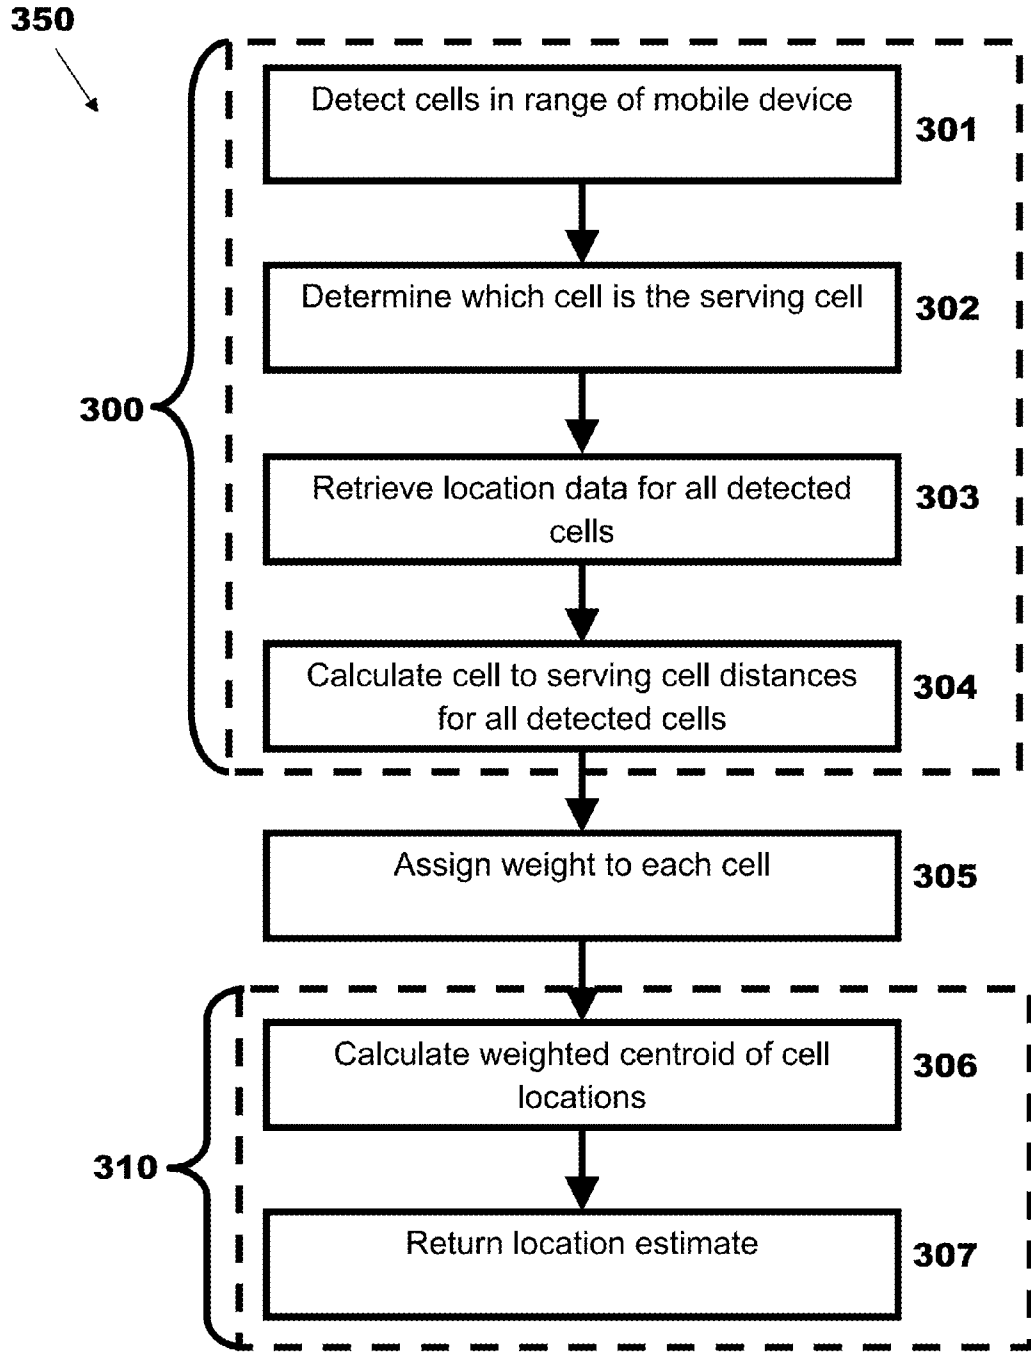 350
Detect cells in range of mobile device
301
Determine which cell is the serving cell
302
300
Retrieve location data for all detected
cells
303
Calculate cell to serving cell distances
for all detected cells
304
Assign weight to each cell
305
Calculate weighted centroid of cell
locations
306
310
Return location estimate
307